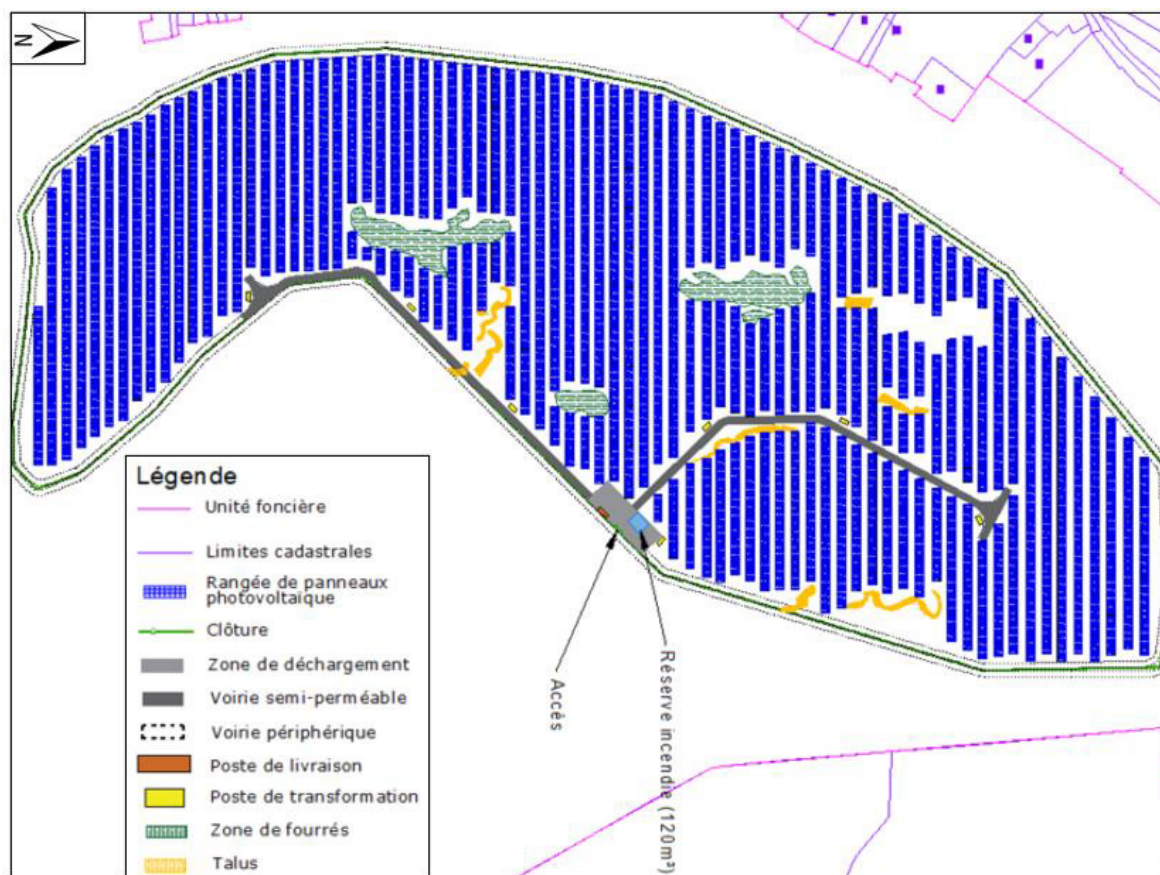 N
Légende
Unité foncière
Limites cadastrales
Rangée de panneaux
photovoltaïque
Clôture
Zone de déchargement
Voirie semi-perméable
Voirie périphérique
Poste de livraison
Poste de transformation
Zone de fourrés
Talus
Accès
Réserve incendie (120m³)